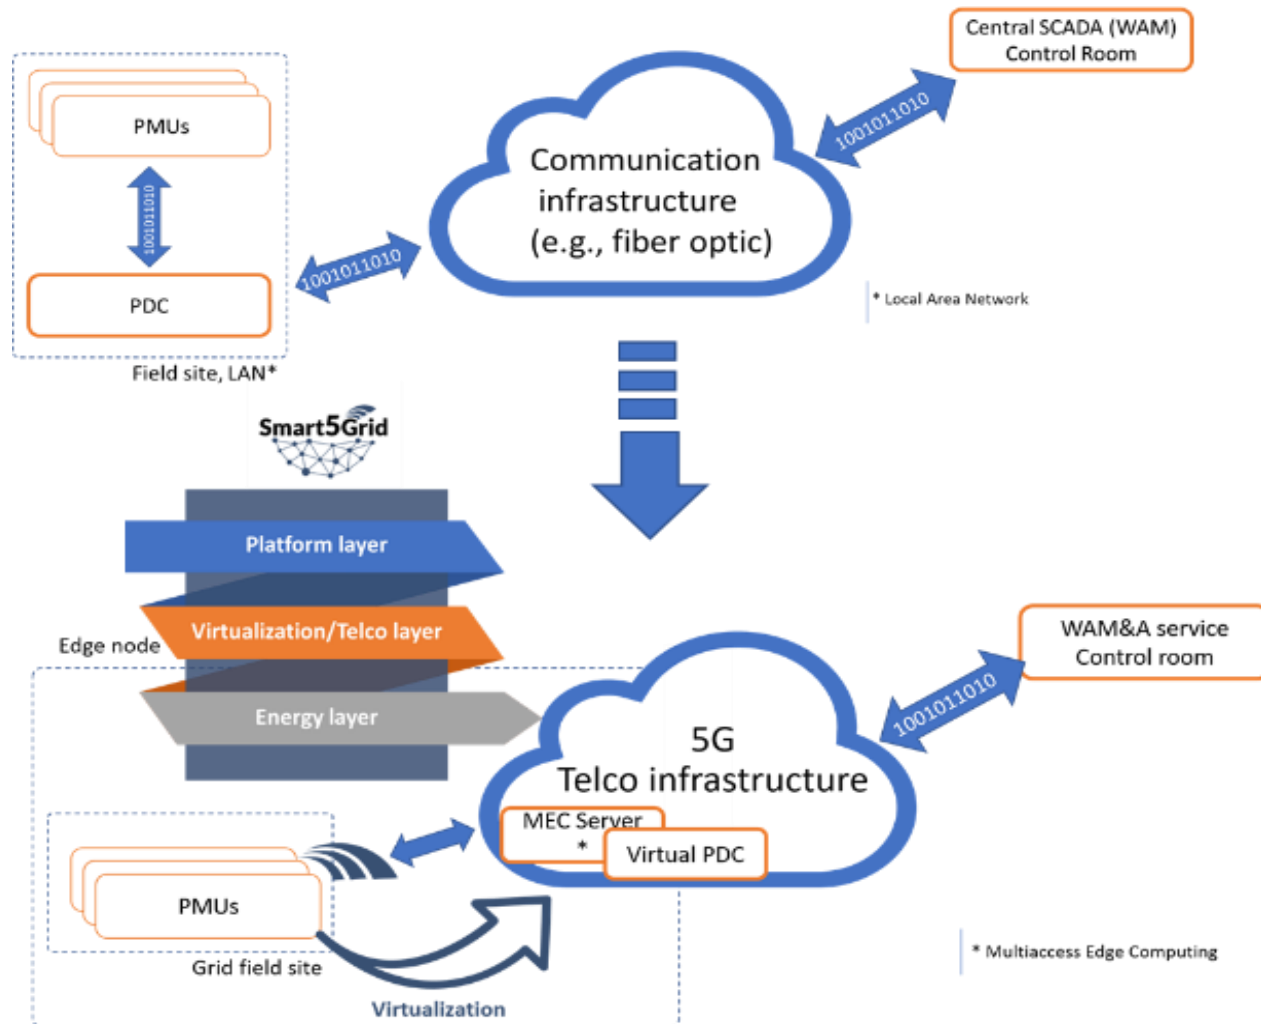 Central SCADA (WAM)
Control Room
1001011010
PMUs
1001011010
PDC
1001011010
Communication
infrastructure
(e.g., fiber optic)
* Local Area Network
Field site, LAN*
Smart5Grid
Platform layer
Virtualization/Telco layer
Edge node
Energy layer
WAM&A service
Control room
1001011010
5G
Telco infrastructure
MEC Server
*
Virtual PDC
PMUs
Grid field site
Virtualization
* Multiaccess Edge Computing